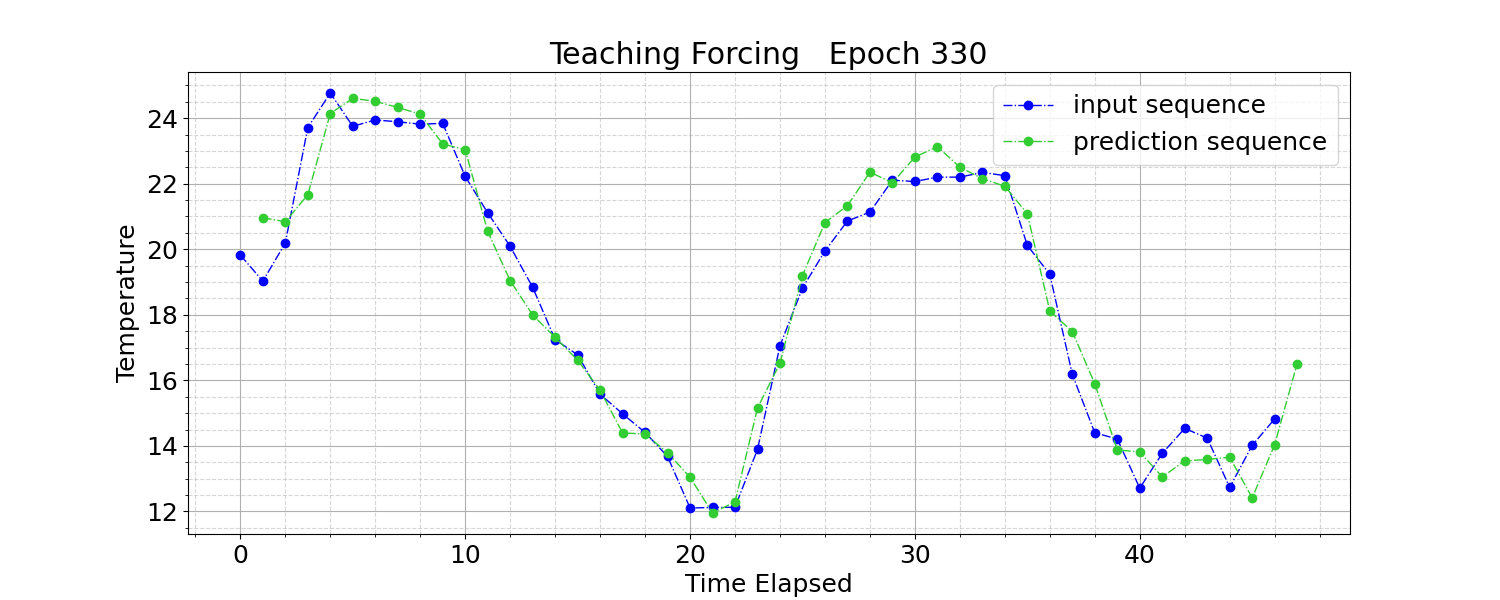 Teaching Forcing   Epoch 330
input sequence
prediction sequence
Temperature
24
22
20
18
16
14
12
0 10 20 30 40
Time Elapsed